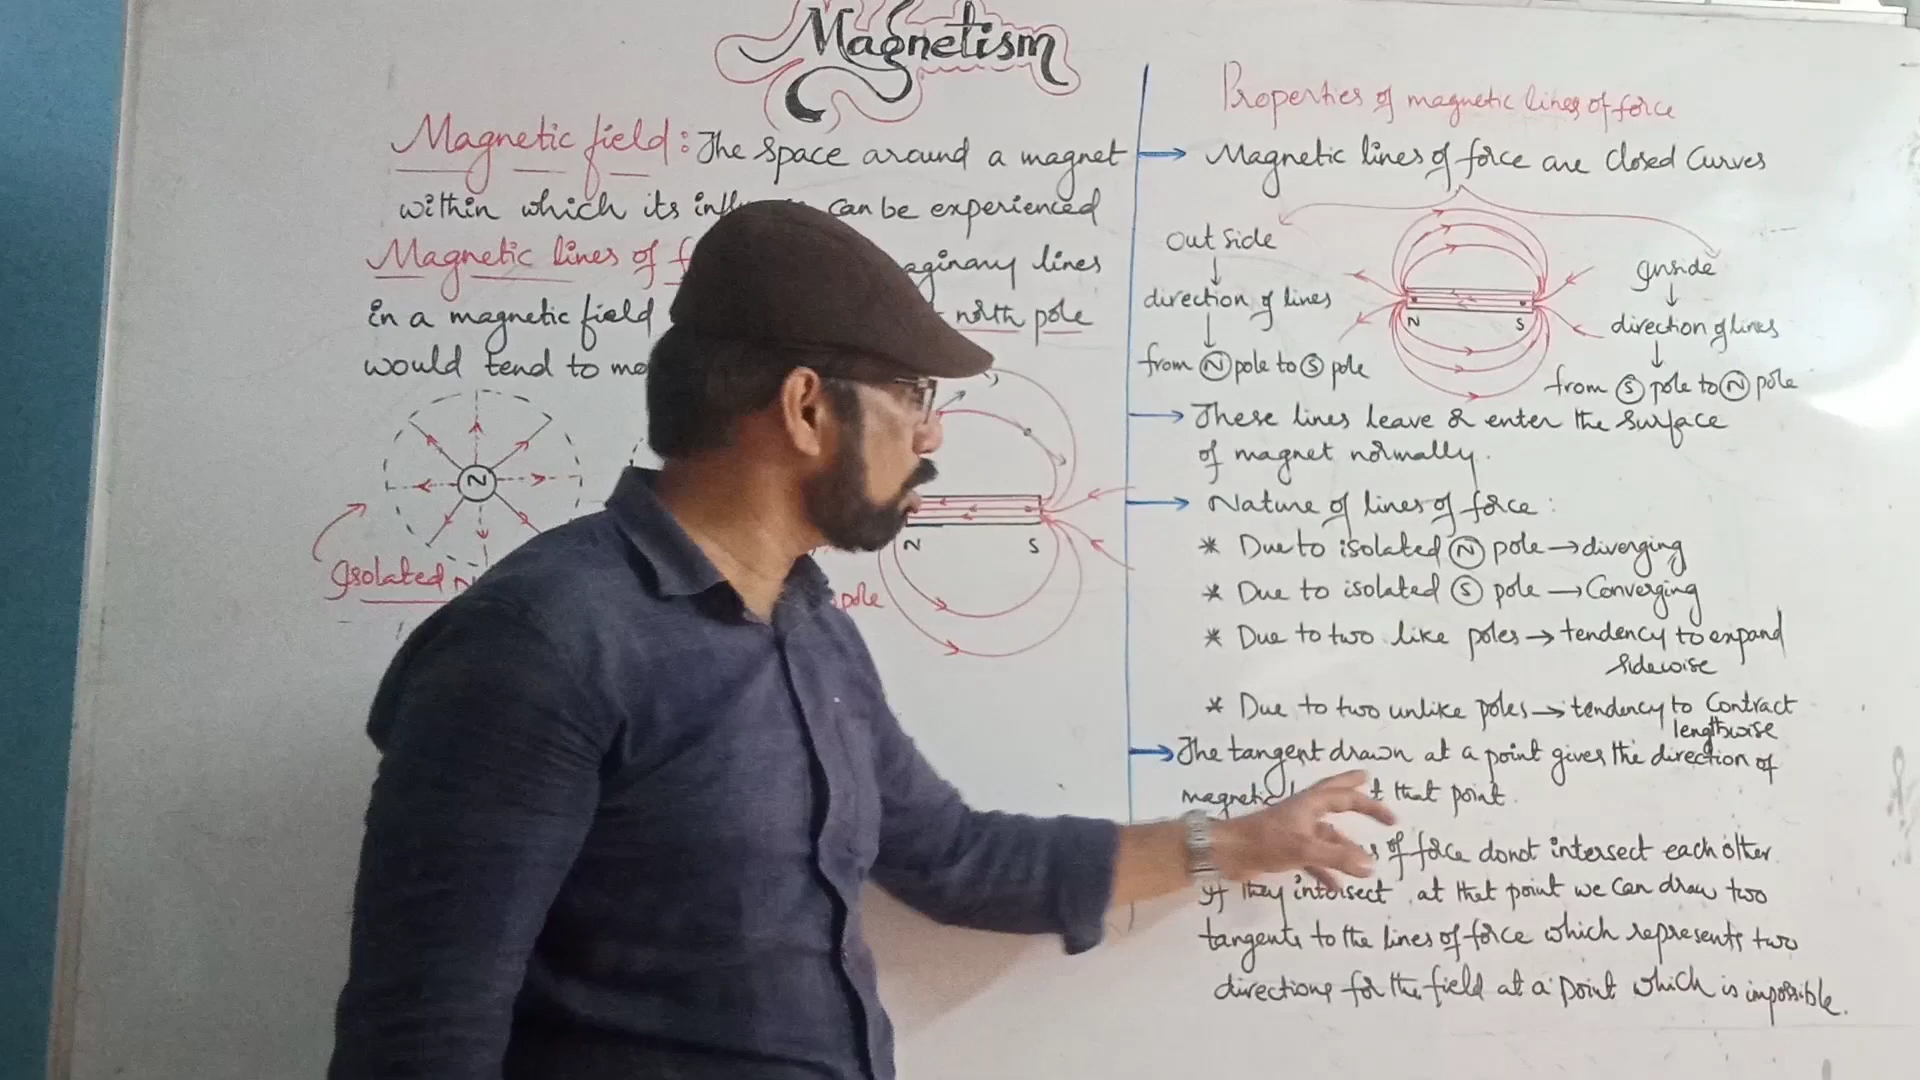 Magnetism
Magnetic field: The space around a magnet
within which its can be experienced
Magnetic lines of lines
in a magnetic field north pole
would tend to
N
Isolated
pole
N S
Properties of magnetic lines of force
Magnetic lines of force are closed curves
outside
direction of lines
from N pole to S pole
N S
Inside
direction of lines
from S pole to N pole
These lines leave & enter the surface
of magnet normally.
Nature of lines of force:
* Due to isolated N pole → diverging
* Due to isolated S pole → Converging
* Due to two like poles → tendency to expand
sidewise
* Due to two unlike poles → tendency to Contract
lengthwise
The tangent drawn at a point gives the direction of
magnetic that point.
of force donot intersect each other.
If they intersect, at that point we can draw two
tangents to the lines of force which represents two
directions for the field at a point which is impossible.